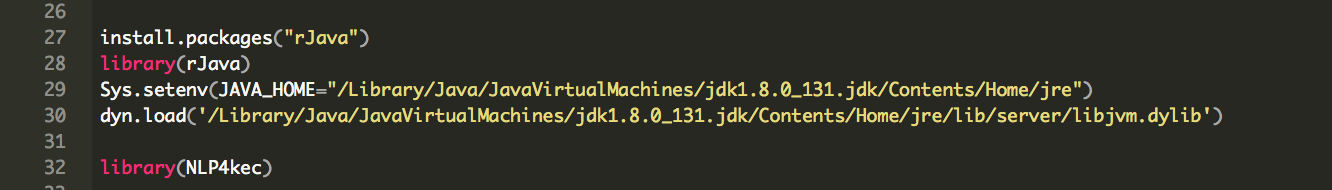 26
27 install.packages("rJava")
28 library(rJava)
29 Sys.setenv(JAVA_HOME="/Library/Java/JavaVirtualMachines/jdk1.8.0_131.jdk/Contents/Home/jre")
30 dyn.load('/Library/Java/JavaVirtualMachines/jdk1.8.0_131.jdk/Contents/Home/jre/lib/server/libjvm.dylib')
31
32 library(NLP4kec)